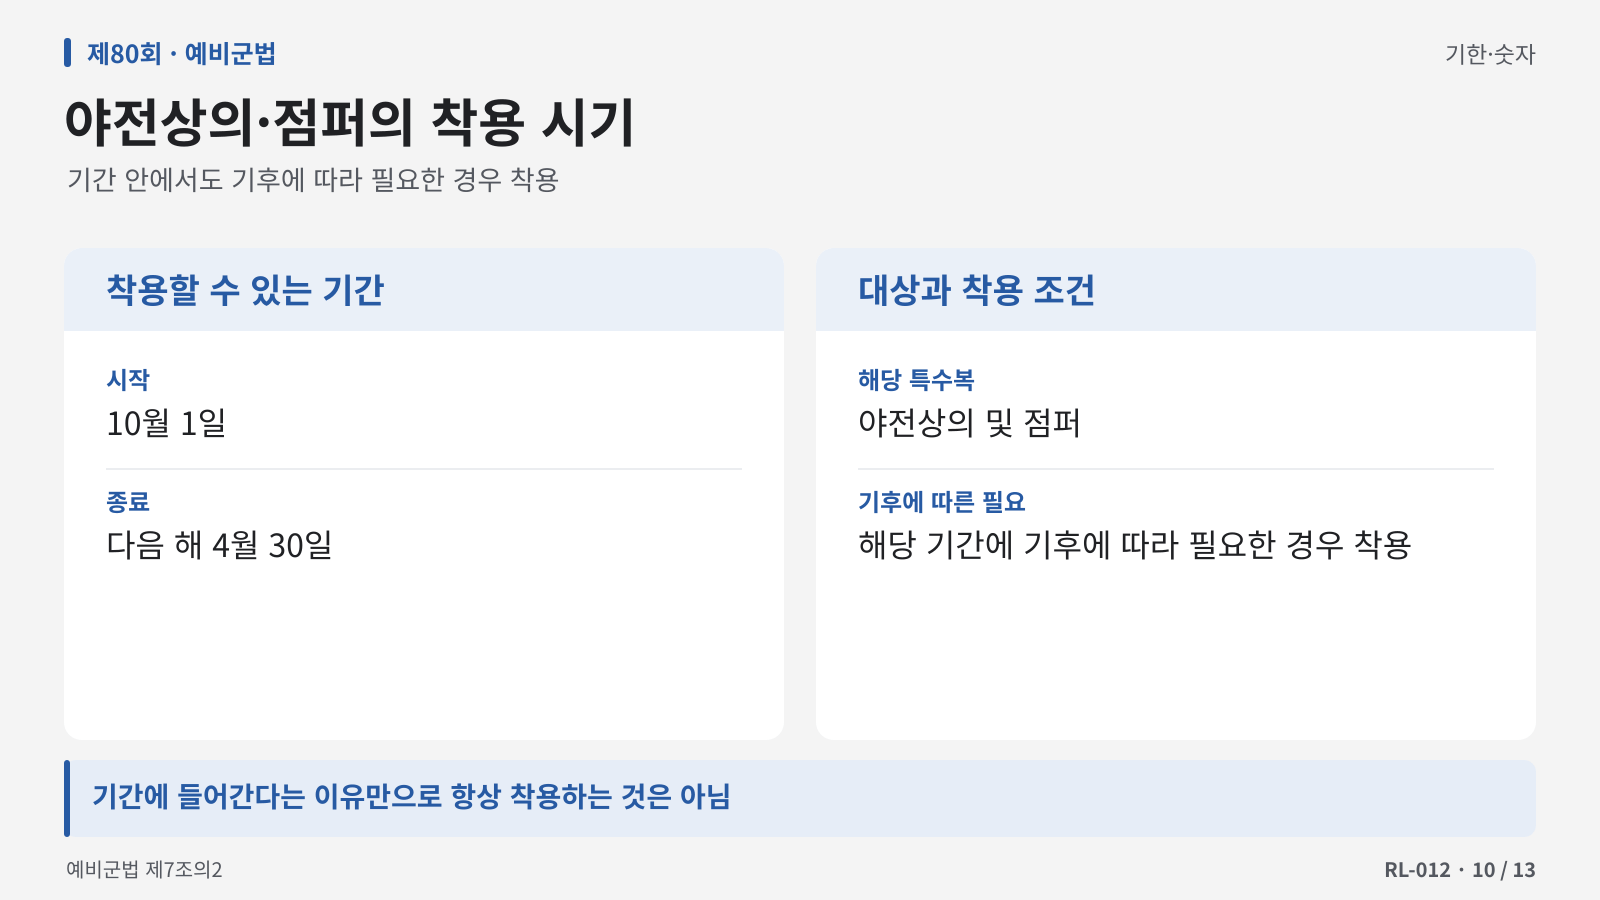 제80회 · 예비군법
기한·숫자
야전상의·점퍼의 착용 시기
기간 안에서도 기후에 따라 필요한 경우 착용
착용할 수 있는 기간
시작
10월 1일
종료
다음 해 4월 30일
대상과 착용 조건
해당 특수복
야전상의 및 점퍼
기후에 따른 필요
해당 기간에 기후에 따라 필요한 경우 착용
기간에 들어간다는 이유만으로 항상 착용하는 것은 아님
예비군법 제7조의2
RL-012 · 10 / 13